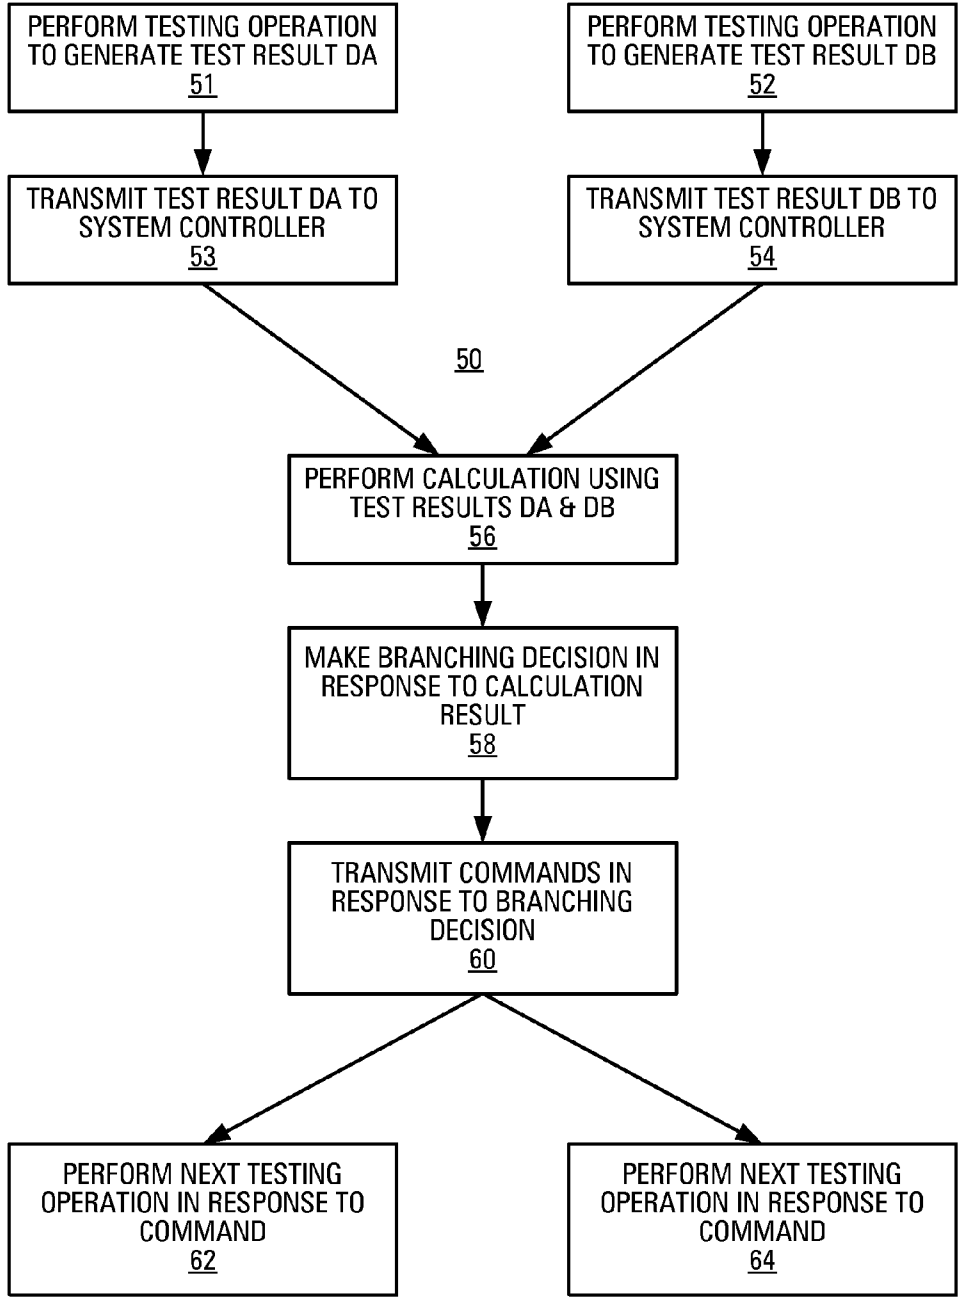 PERFORM TESTING OPERATION
TO GENERATE TEST RESULT DA
51
PERFORM TESTING OPERATION
TO GENERATE TEST RESULT DB
52
TRANSMIT TEST RESULT DA TO
SYSTEM CONTROLLER
53
TRANSMIT TEST RESULT DB TO
SYSTEM CONTROLLER
54
50
PERFORM CALCULATION USING
TEST RESULTS DA & DB
56
MAKE BRANCHING DECISION IN
RESPONSE TO CALCULATION
RESULT
58
TRANSMIT COMMANDS IN
RESPONSE TO BRANCHING
DECISION
60
PERFORM NEXT TESTING
OPERATION IN RESPONSE TO
COMMAND
62
PERFORM NEXT TESTING
OPERATION IN RESPONSE TO
COMMAND
64